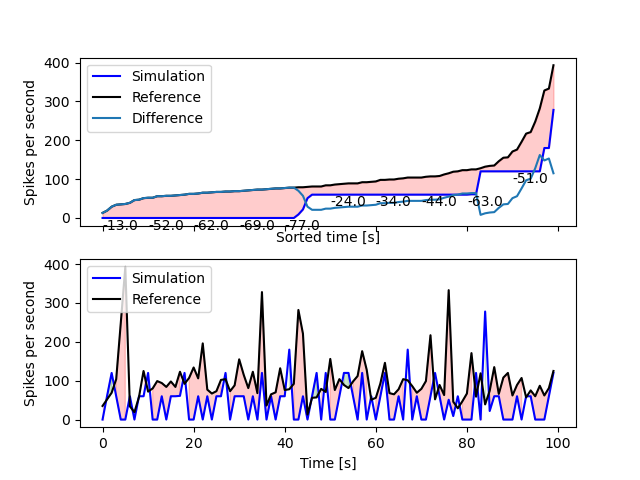 400
300
200
100
0
Spikes per second
Simulation
Reference
Difference
-13.0 -52.0 -62.0 -69.0 -77.0 -24.0 -34.0 -44.0 -63.0 -51.0
Sorted time [s]
400
300
200
100
0
Spikes per second
Simulation
Reference
0 20 40 60 80 100
Time [s]